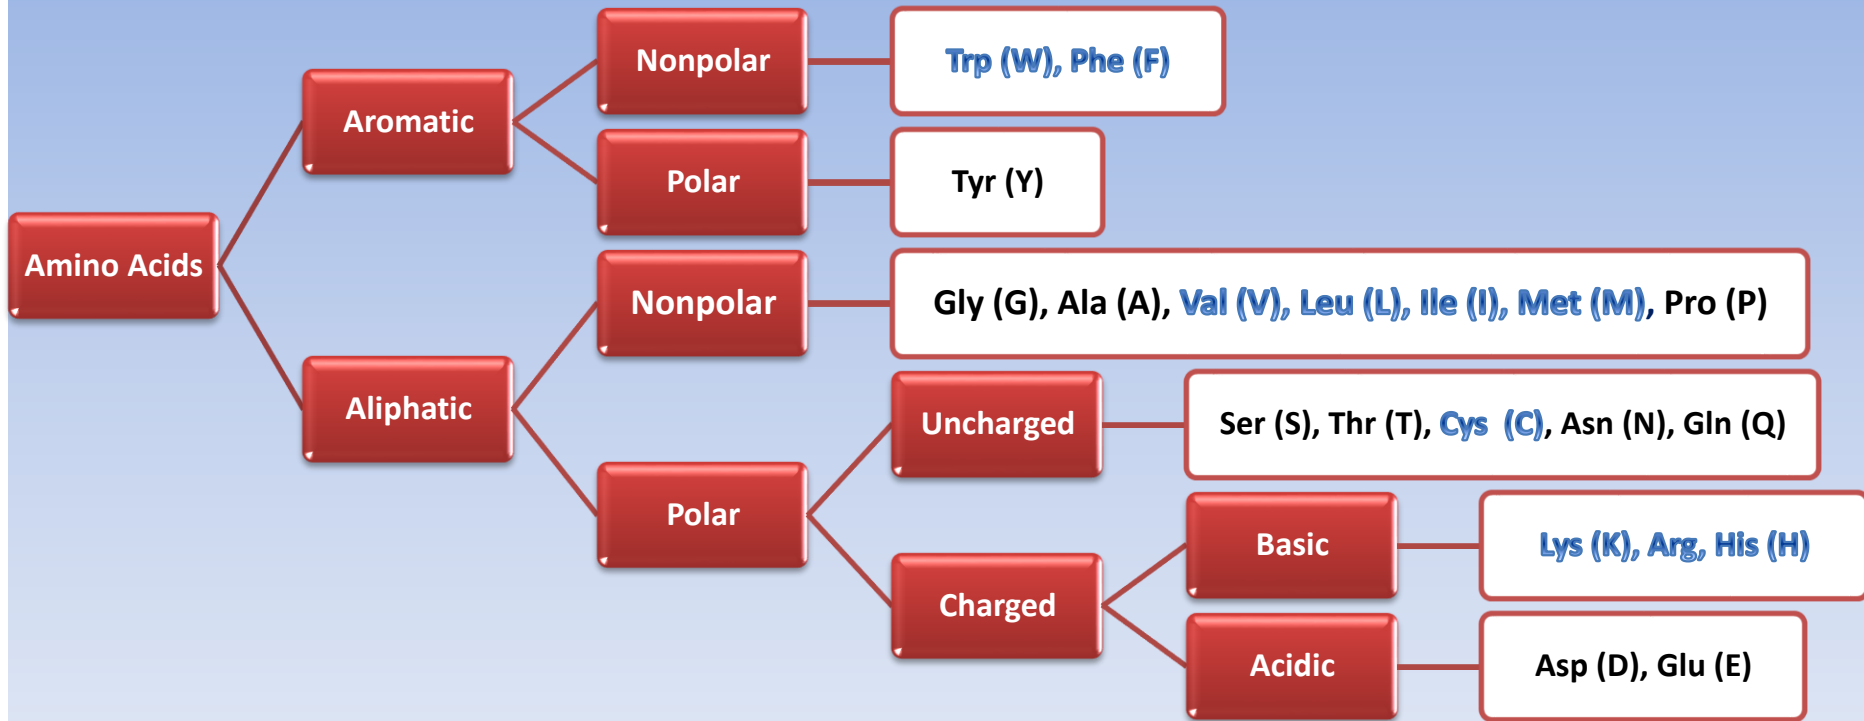 Nonpolar
Trp (W), Phe (F)
Aromatic
Polar
Tyr (Y)
Amino Acids
Nonpolar
Gly (G), Ala (A), Val (V), Leu (L), Ile (I), Met (M), Pro (P)
Aliphatic
Uncharged
Ser (S), Thr (T), Cys  (C), Asn (N), Gln (Q)
Polar
Basic
Lys (K), Arg, His (H)
Charged
Acidic
Asp (D), Glu (E)